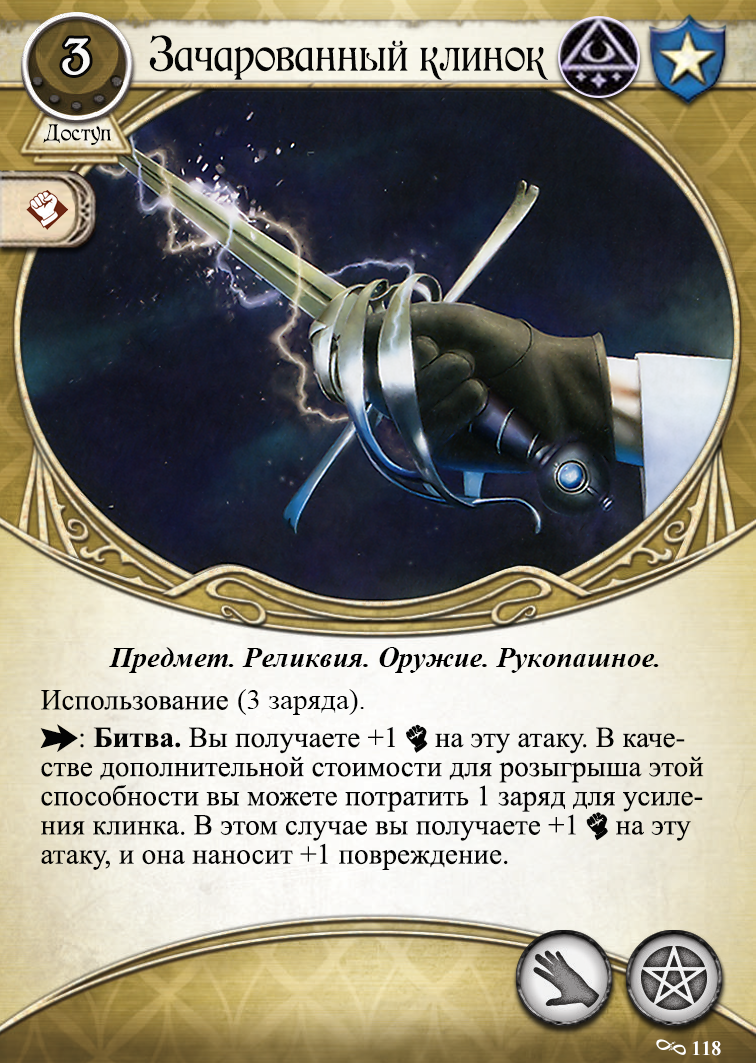 3
Зачарованный клинок
Доступ
Предмет. Реликвия. Оружие. Рукопашное.
Использование (3 заряда).
: Битва. Вы получаете +1 на эту атаку. В каче-
стве дополнительной стоимости для розыгрыша этой
способности вы можете потратить 1 заряд для усиле-
ния клинка. В этом случае вы получаете +1 на эту
атаку, и она наносит +1 повреждение.
118